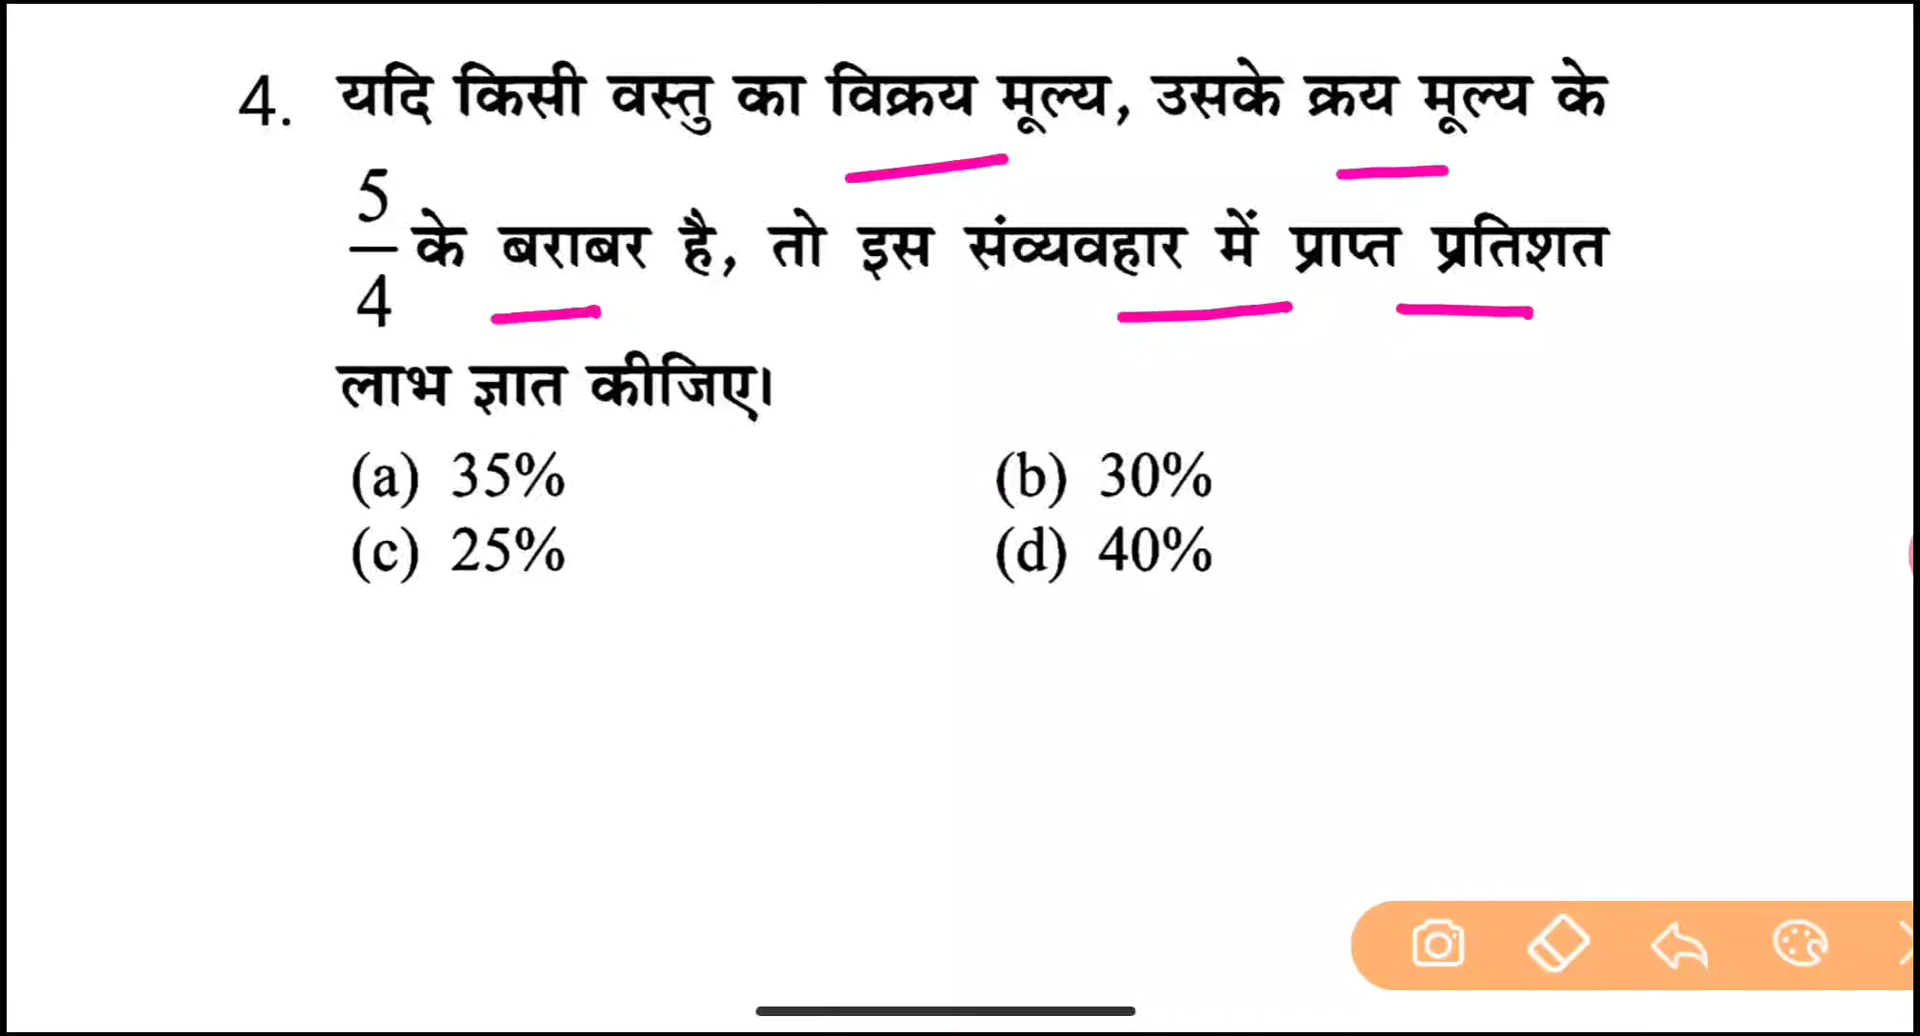 4. यदि किसी वस्तु का विक्रय मूल्य, उसके क्रय मूल्य के
5/4 के बराबर है, तो इस संव्यवहार में प्राप्त प्रतिशत
लाभ ज्ञात कीजिए।
(a) 35% (b) 30%
(c) 25% (d) 40%